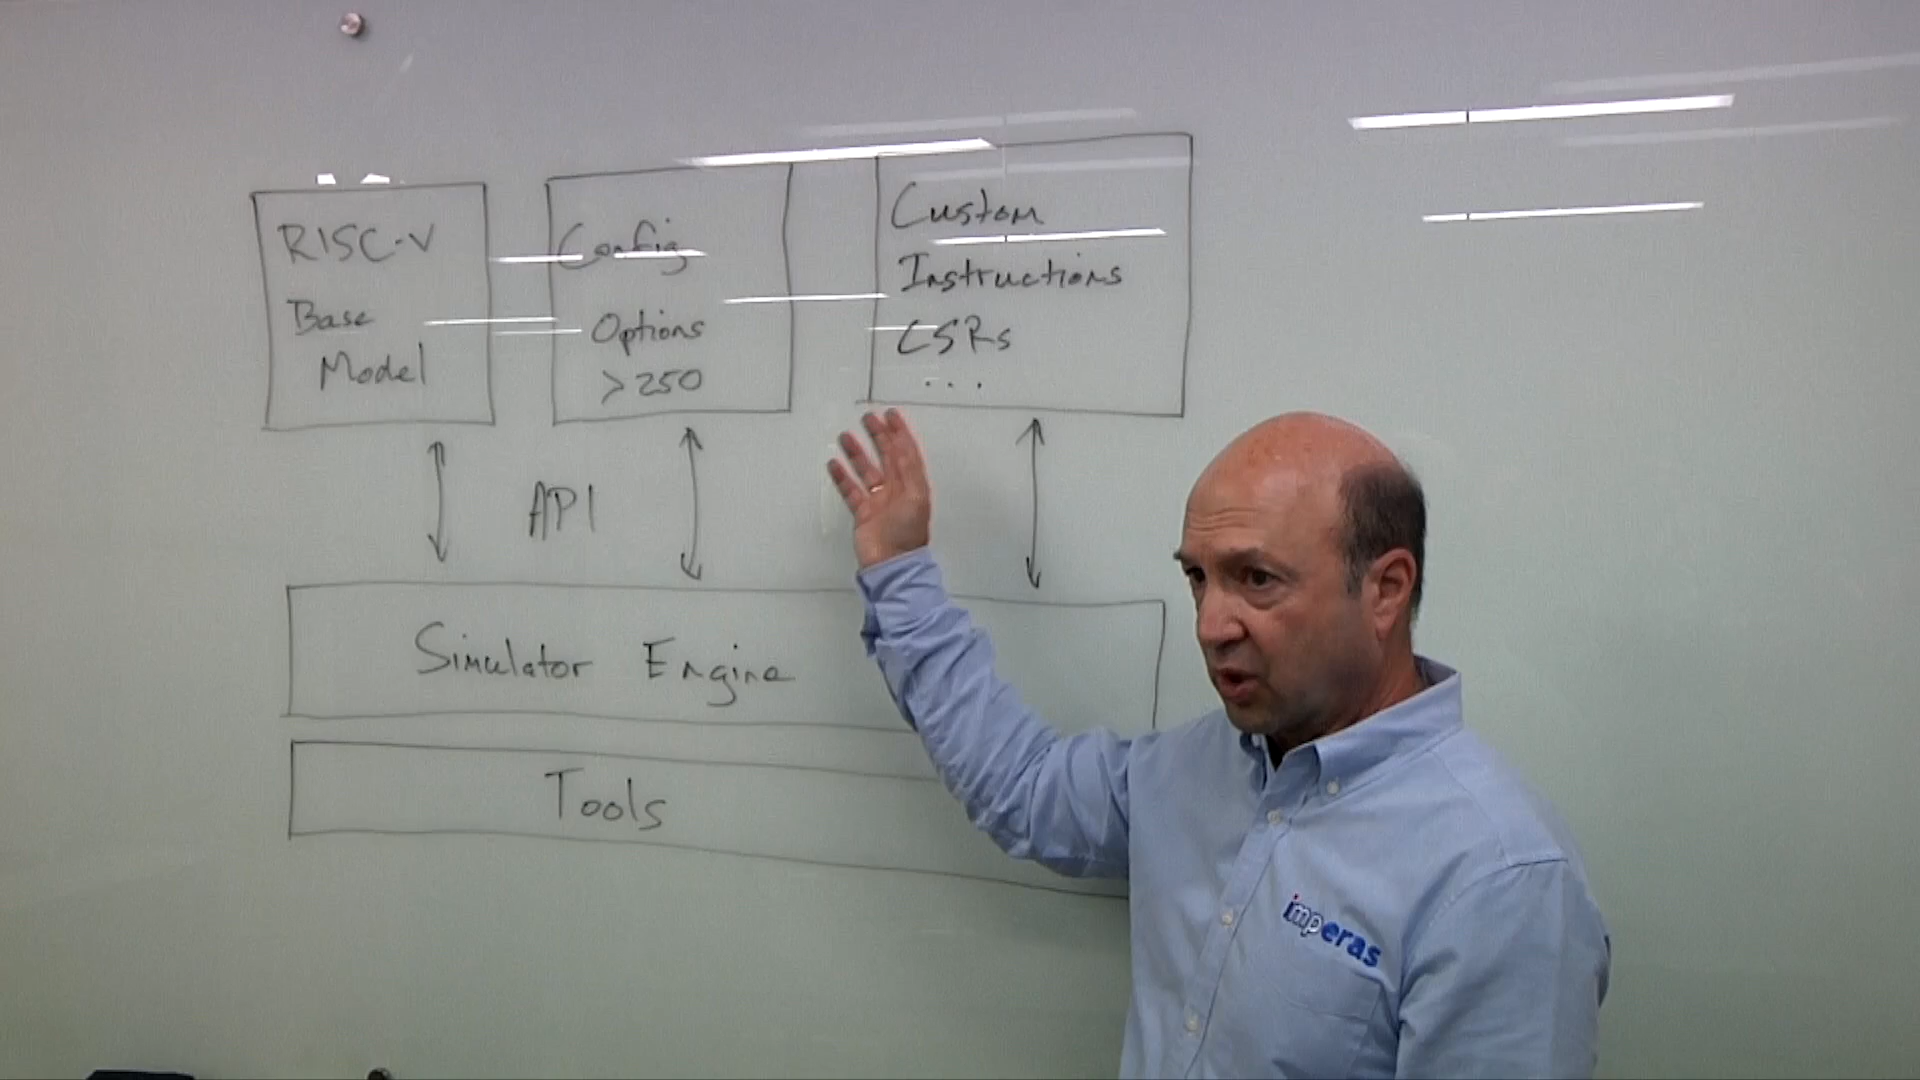 RISC-V
Base
Model
Config
Options
>250
Custom
Instructions
CSRs
...
API
Simulator Engine
Tools
imperas